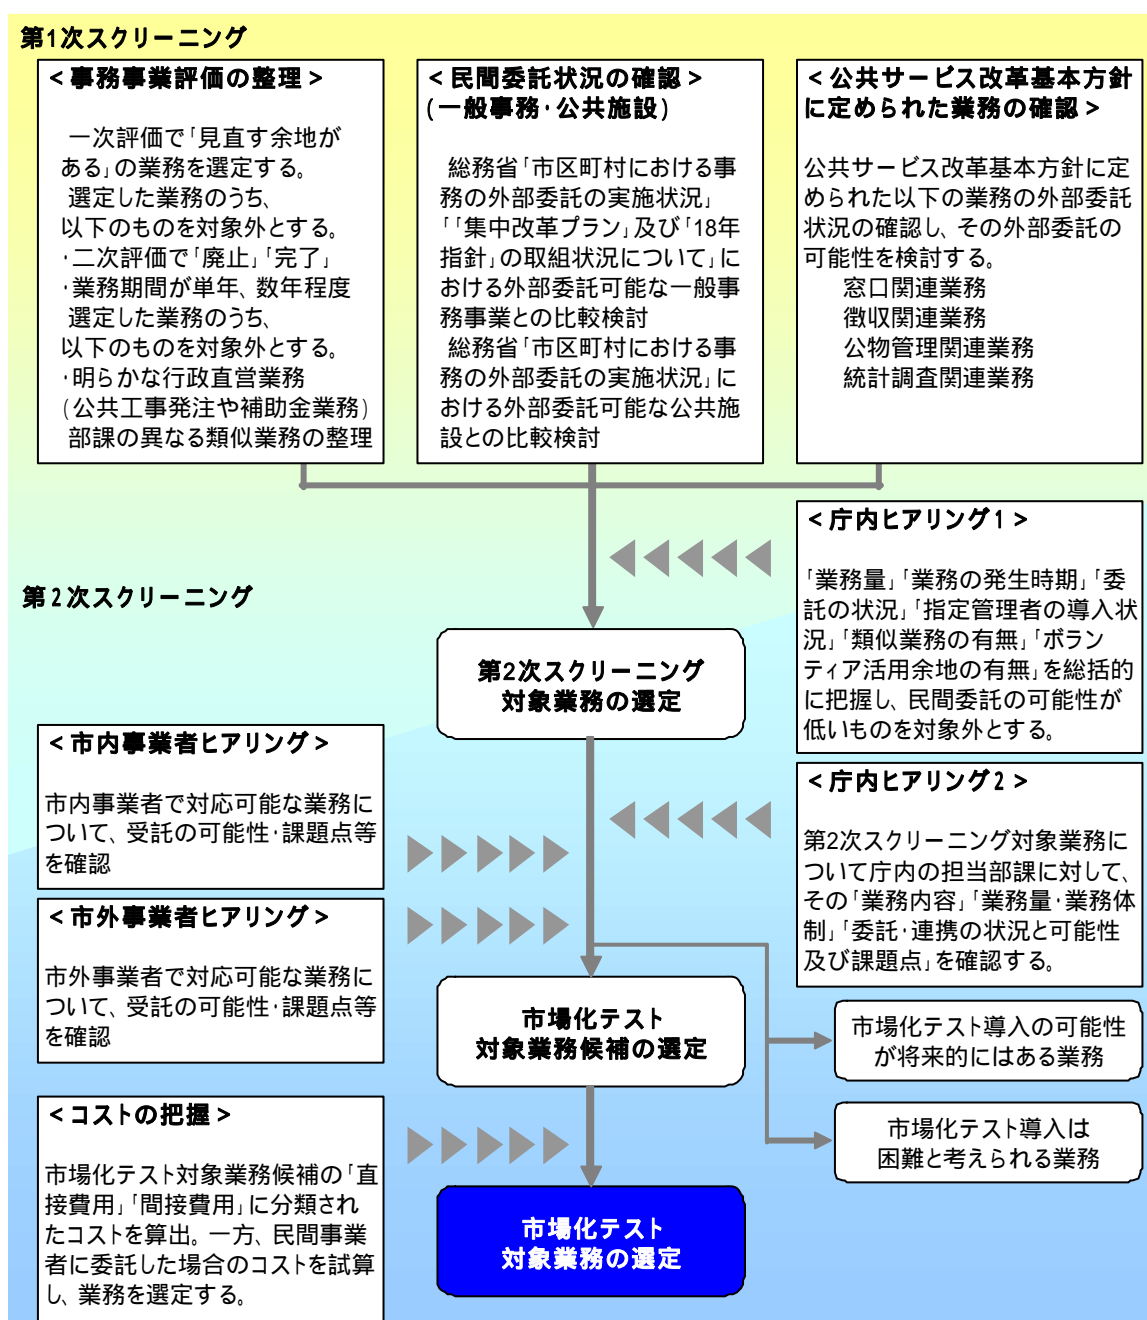 第1次スクリーニング
<事務事業評価の整理>
一次評価で「見直す余地が
ある」の業務を選定する。
選定した業務のうち、
以下のものを対象外とする。
・二次評価で「廃止」「完了」
・業務期間が単年、数年程度
選定した業務のうち、
以下のものを対象外とする。
・明らかな行政直営業務
(公共工事発注や補助金業務)
部課の異なる類似業務の整理
<民間委託状況の確認>
(一般事務・公共施設)
総務省「市区町村における事
務の外部委託の実施状況」
「「集中改革プラン」及び「18年
指針」の取組状況について」に
おける外部委託可能な一般事
務事業との比較検討
総務省「市区町村における事
務の外部委託の実施状況」に
おける外部委託可能な公共施
設との比較検討
<公共サービス改革基本方針
に定められた業務の確認>
公共サービス改革基本方針に定
められた以下の業務の外部委託
状況の確認し、その外部委託の
可能性を検討する。
窓口関連業務
徴収関連業務
公物管理関連業務
統計調査関連業務
<庁内ヒアリング1>
「業務量」「業務の発生時期」「委
託の状況」「指定管理者の導入状
況」「類似業務の有無」「ボラン
ティア活用余地の有無」を総括的
に把握し、民間委託の可能性が
低いものを対象外とする。
第2次スクリーニング
第2次スクリーニング
対象業務の選定
<市内事業者ヒアリング>
市内事業者で対応可能な業務に
ついて、受託の可能性・課題点等
を確認
<庁内ヒアリング2>
第2次スクリーニング対象業務に
ついて庁内の担当部課に対して、
その「業務内容」「業務量・業務体
制」「委託・連携の状況と可能性
及び課題点」を確認する。
<市外事業者ヒアリング>
市外事業者で対応可能な業務に
ついて、受託の可能性・課題点等
を確認
市場化テスト
対象業務候補の選定
市場化テスト導入の可能性
が将来的にはある業務
市場化テスト導入は
困難と考えられる業務
<コストの把握>
市場化テスト対象業務候補の「直
接費用」「間接費用」に分類され
たコストを算出。一方、民間事業
者に委託した場合のコストを試算
し、業務を選定する。
市場化テスト
対象業務の選定